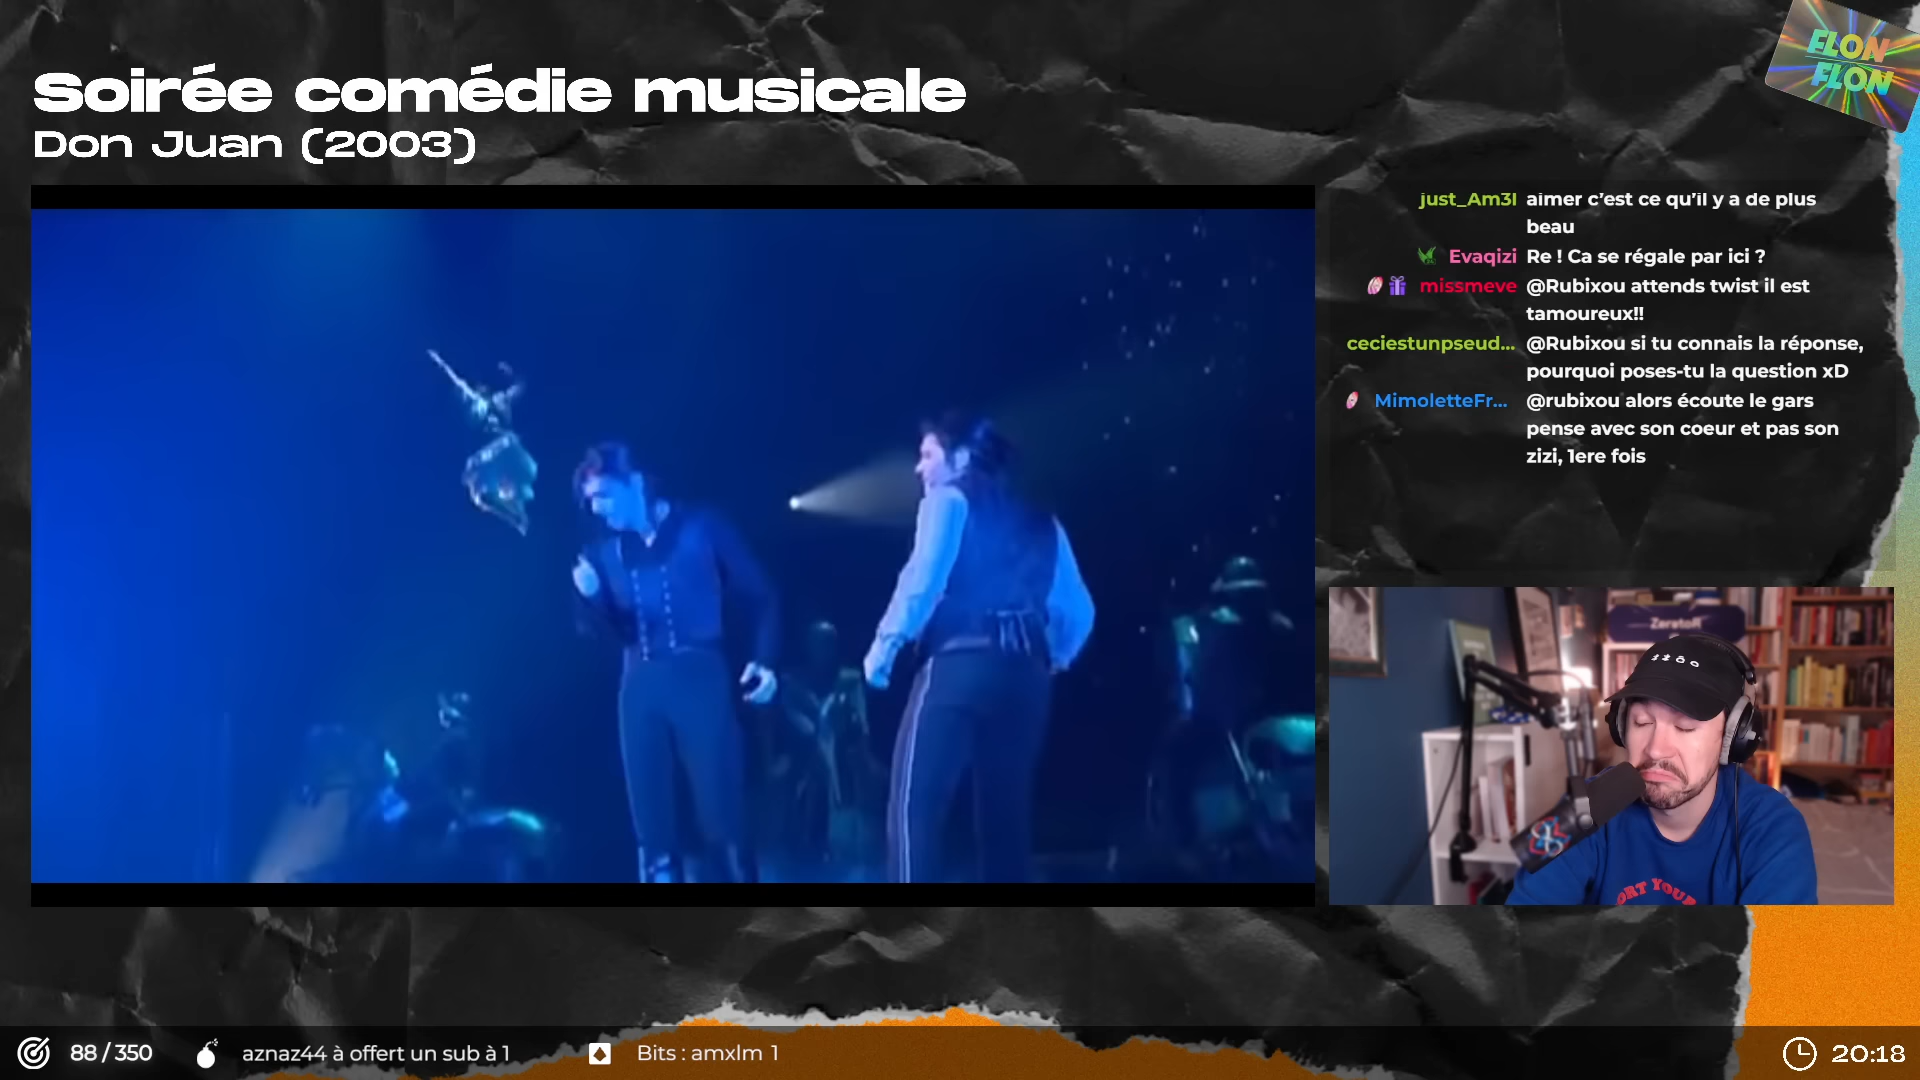 Soirée comédie musicale
Don Juan (2003)
FLON
FLON
just_Am3l aimer c'est ce qu'il y a de plus
beau
Evaqizi Re ! Ca se régale par ici ?
missmeve @Rubixou attends twist il est
tamoureux!!
ceciestunpseud... @Rubixou si tu connais la réponse,
pourquoi poses-tu la question xD
MimoletteFr... @rubixou alors écoute le gars
pense avec son coeur et pas son
zizi, 1ere fois
ORT YOUR
88 / 350
aznaz44 à offert un sub à 1
Bits : amxlm 1
20:18